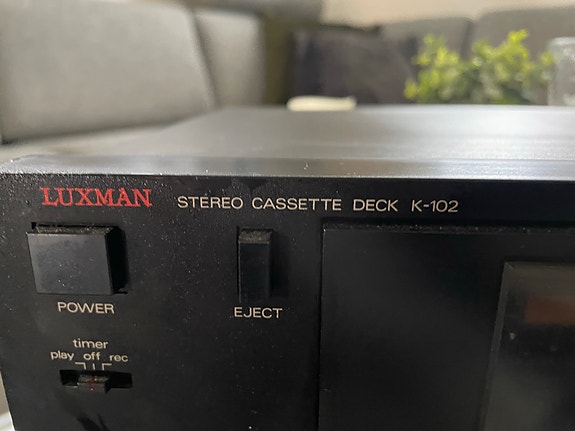 LUXMAN STEREO CASSETTE DECK K-102
POWER
EJECT
timer
play off rec